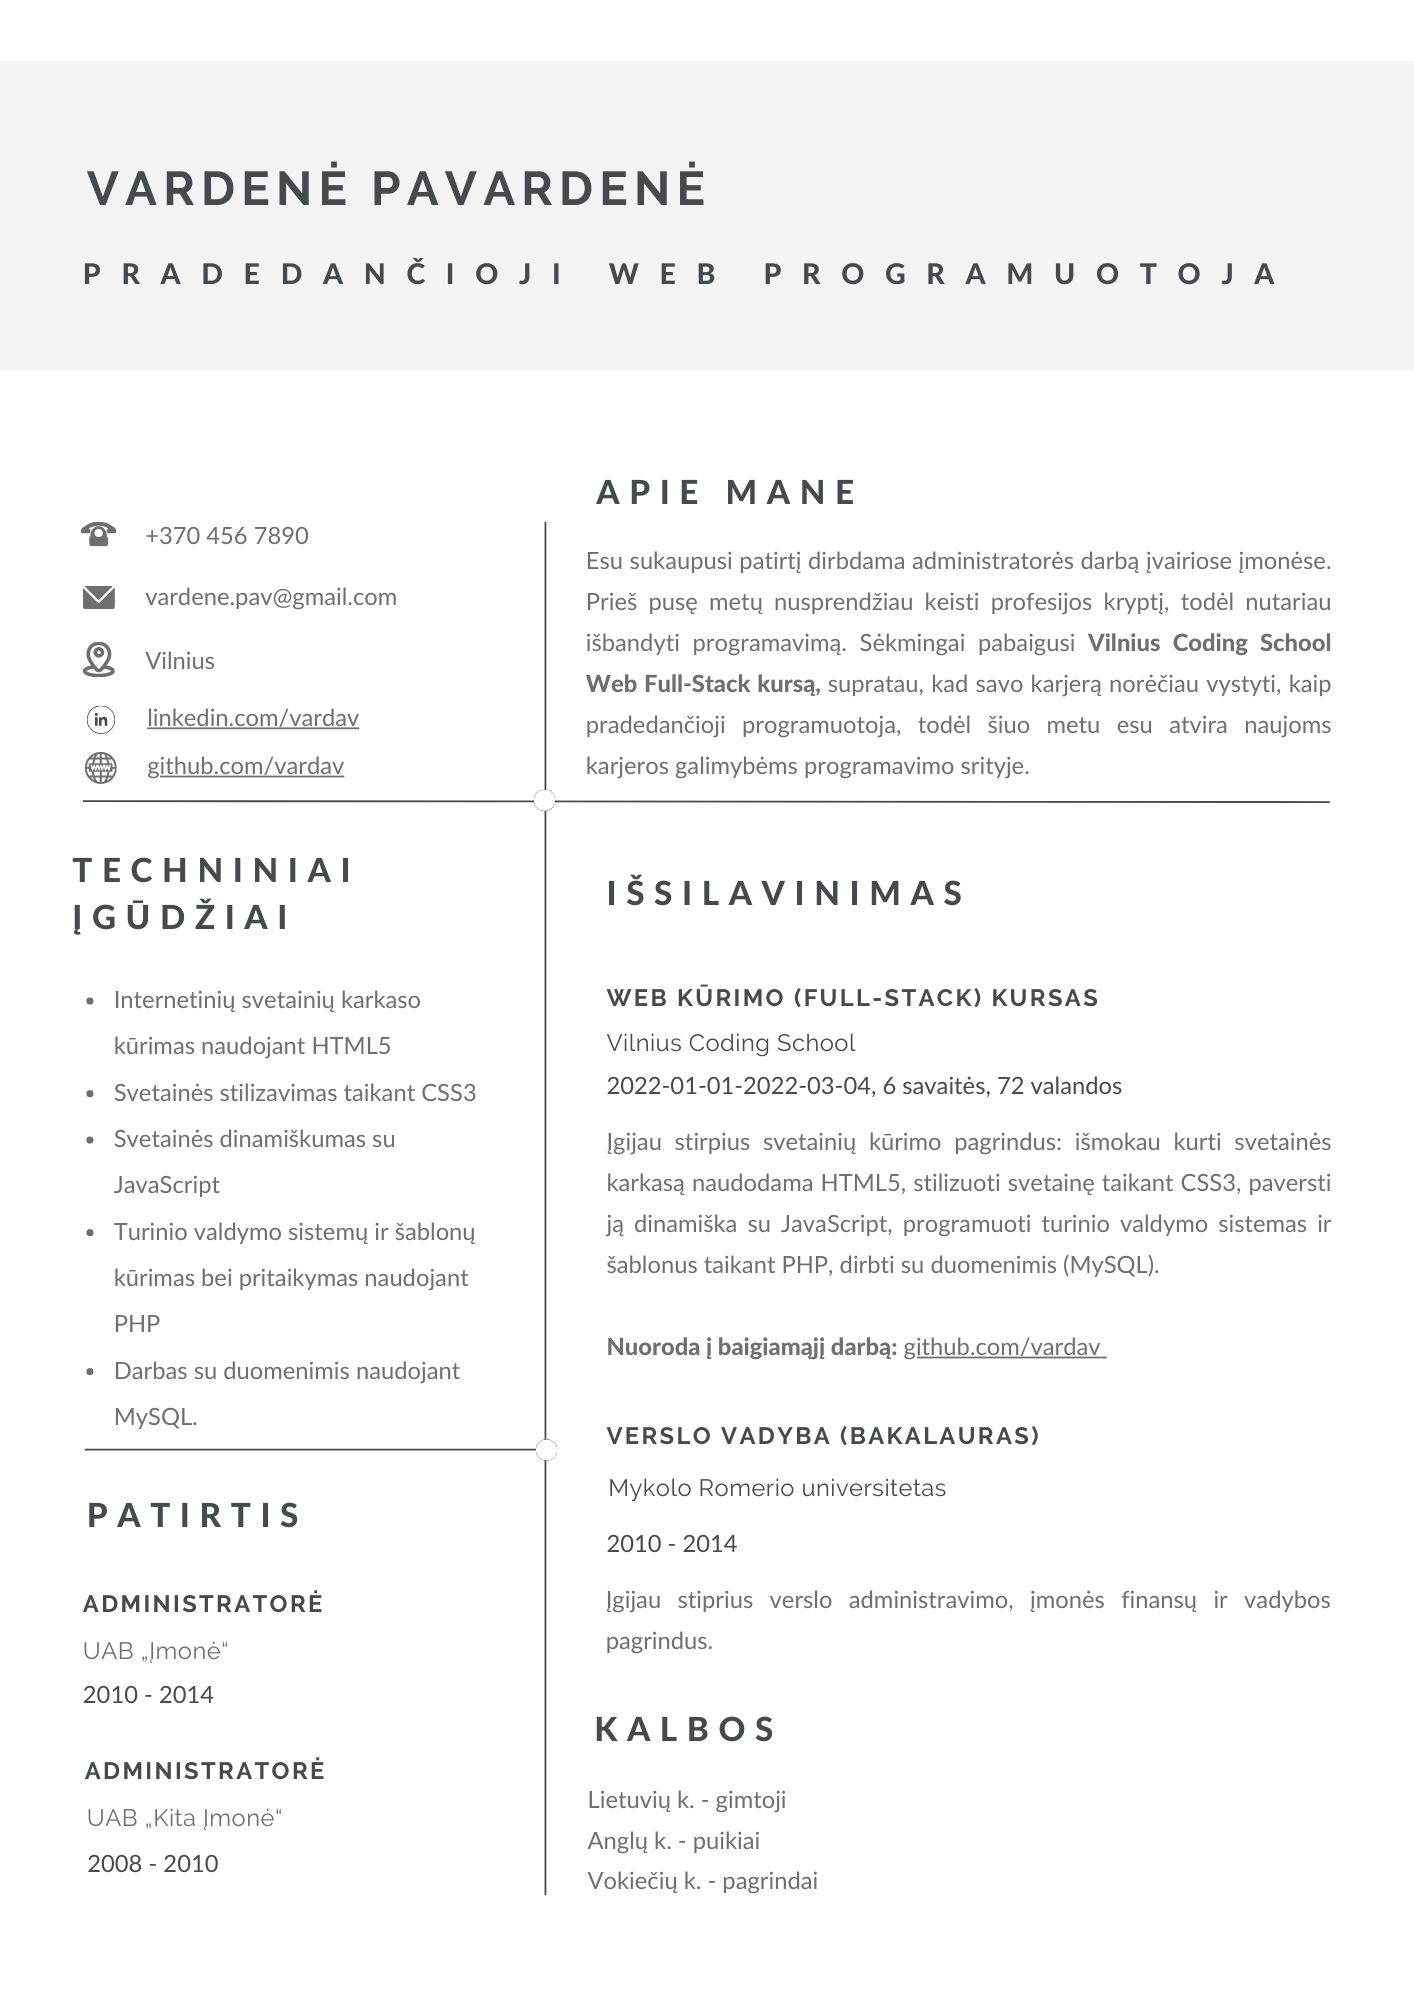 VARDENĖ PAVARDENĖ
PRADEDANČIOJI WEB PROGRAMUOTOJA
+370 456 7890
vardene.pav@gmail.com
Vilnius
linkedin.com/vardav
github.com/vardav
APIE MANE
Esu sukaupusi patirtį dirbdama administratorės darbą įvairiose įmonėse.
Prieš pusę metų nusprendžiau keisti profesijos kryptį, todėl nutariau
išbandyti programavimą. Sėkmingai pabaigusi Vilnius Coding School
Web Full-Stack kursą, supratau, kad savo karjerą norėčiau vystyti, kaip
pradedančioji programuotoja, todėl šiuo metu esu atvira naujoms
karjeros galimybėms programavimo srityje.
TECHNINIAI
ĮGŪDŽIAI
• Internetinių svetainių karkaso
kūrimas naudojant HTML5
• Svetainės stilizavimas taikant CSS3
• Svetainės dinamiškumas su
JavaScript
• Turinio valdymo sistemų ir šablonų
kūrimas bei pritaikymas naudojant
PHP
• Darbas su duomenimis naudojant
MySQL.
PATIRTIS
ADMINISTRATORĖ
UAB „Įmonė“
2010 - 2014
ADMINISTRATORĖ
UAB „Kita Įmonė“
2008 - 2010
IŠSILAVINIMAS
WEB KŪRIMO (FULL-STACK) KURSAS
Vilnius Coding School
2022-01-01-2022-03-04, 6 savaitės, 72 valandos
Įgijau stirpius svetainių kūrimo pagrindus: išmokau kurti svetainės
karkasą naudodama HTML5, stilizuoti svetainę taikant CSS3, paversti
ją dinamiška su JavaScript, programuoti turinio valdymo sistemas ir
šablonus taikant PHP, dirbti su duomenimis (MySQL).
Nuoroda į baigiamąjį darbą: github.com/vardav
VERSLO VADYBA (BAKALAURAS)
Mykolo Romerio universitetas
2010 - 2014
Įgijau stiprius verslo administravimo, įmonės finansų ir vadybos
pagrindus.
KALBOS
Lietuvių k. - gimtoji
Anglų k. - puikiai
Vokiečių k. - pagrindai